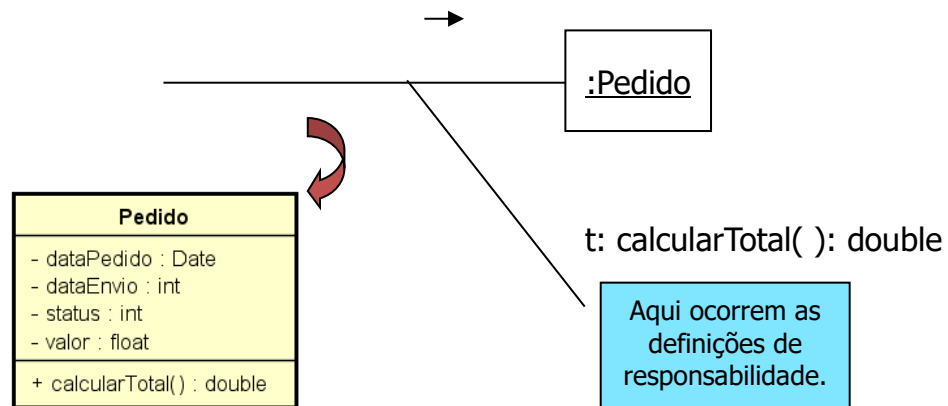 :Pedido
Pedido
- dataPedido : Date
- dataEnvio : int
- status : int
- valor : float
+ calcularTotal() : double
t: calcularTotal( ): double
Aqui ocorrem as
definições de
responsabilidade.